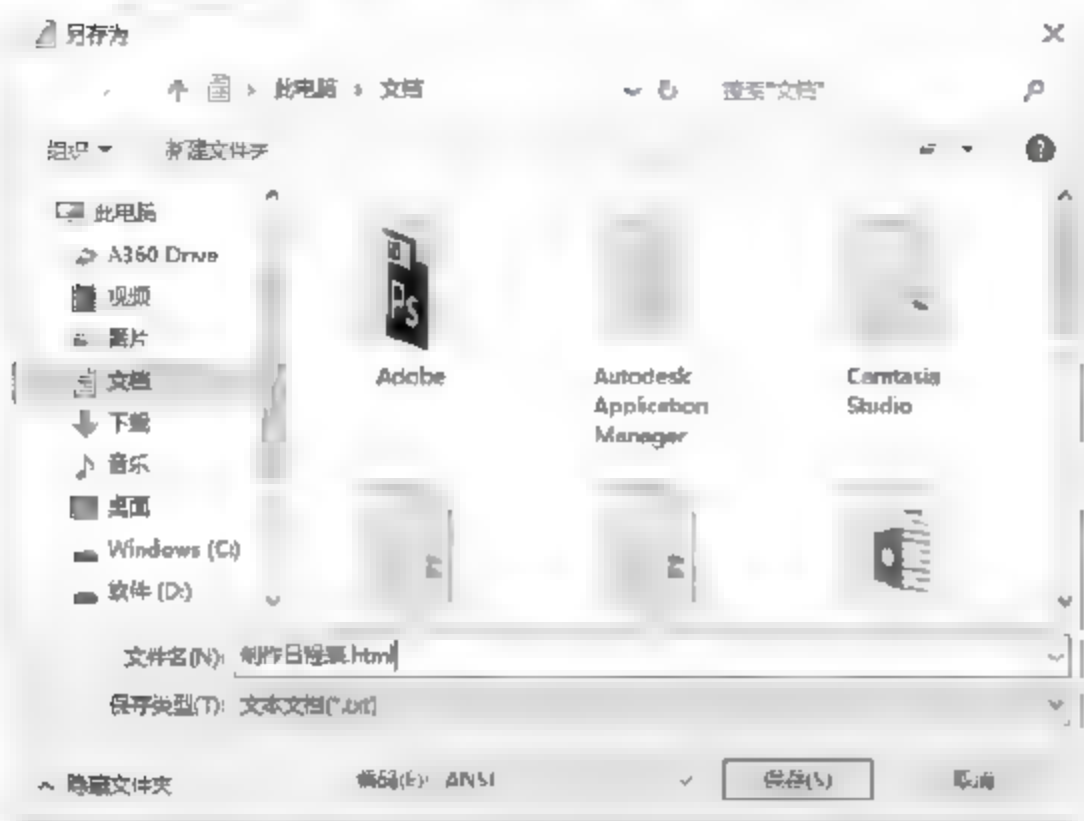 另存为
此电脑 > 文档
搜索"文档"
组织
新建文件夹
此电脑
A360 Drive
视频
图片
文档
下载
音乐
桌面
Windows (C:)
软件 (D:)
Adobe
Autodesk
Application
Manager
Camtasia
Studio
文件名(N): 制作日程表.html
保存类型(T): 文本文档(*.txt)
隐藏文件夹
编码(E): ANSI
保存(S)
取消